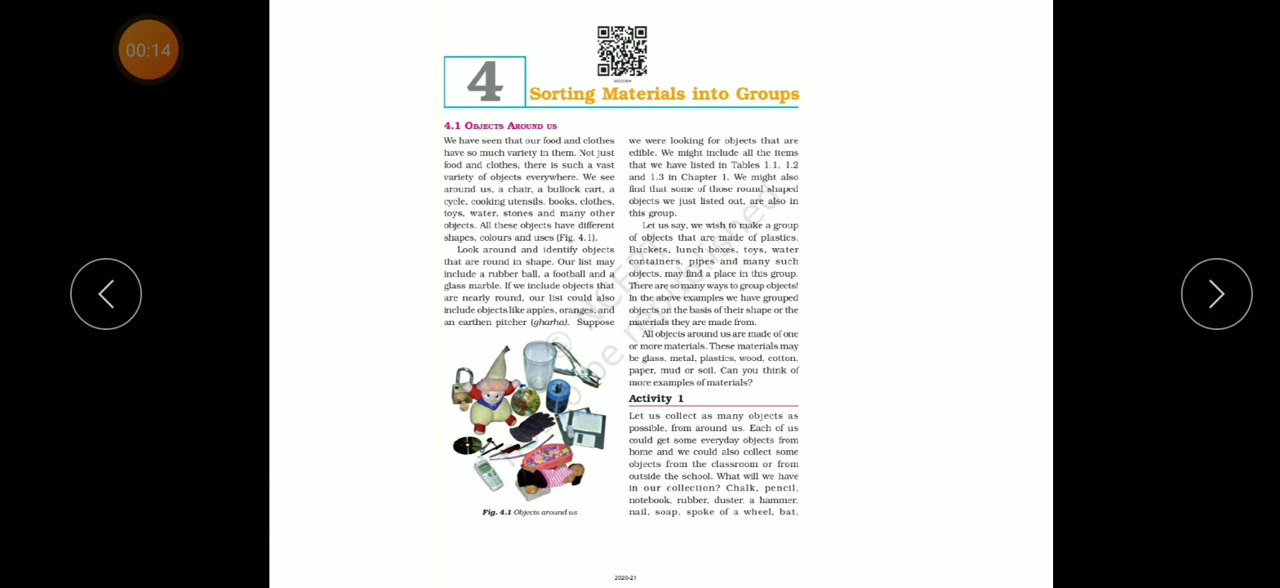 00:14
4
Sorting Materials into Groups
4.1 OBJECTS AROUND US
We have seen that our food and clothes
have so much variety in them. Not just
food and clothes, there is such a vast
variety of objects everywhere. We see
around us, a chair, a bullock cart, a
cycle, cooking utensils, books, clothes,
toys, water, stones and many other
objects. All these objects have different
shapes, colours and uses (Fig. 4.1).
Look around and identify objects
that are round in shape. Our list may
include a rubber ball, a football and a
glass marble. If we include objects that
are nearly round, our list could also
include objects like apples, oranges, and
an earthen pitcher (gharha). Suppose
Fig. 4.1 Objects around us
we were looking for objects that are
edible. We might include all the items
that we have listed in Tables 1.1, 1.2
and 1.3 in Chapter 1. We might also
find that some of those round shaped
objects we just listed out, are also in
this group.
Let us say, we wish to make a group
of objects that are made of plastics.
Buckets, lunch boxes, toys, water
containers, pipes and many such
objects, may find a place in this group.
There are so many ways to group objects!
In the above examples we have grouped
objects on the basis of their shape or the
materials they are made from.
All objects around us are made of one
or more materials. These materials may
be glass, metal, plastics, wood, cotton,
paper, mud or soil. Can you think of
more examples of materials?
Activity 1
Let us collect as many objects as
possible, from around us. Each of us
could get some everyday objects from
home and we could also collect some
objects from the classroom or from
outside the school. What will we have
in our collection? Chalk, pencil,
notebook, rubber, duster, a hammer,
nail, soap, spoke of a wheel, bat,
© NCERT
be republished
2020-21